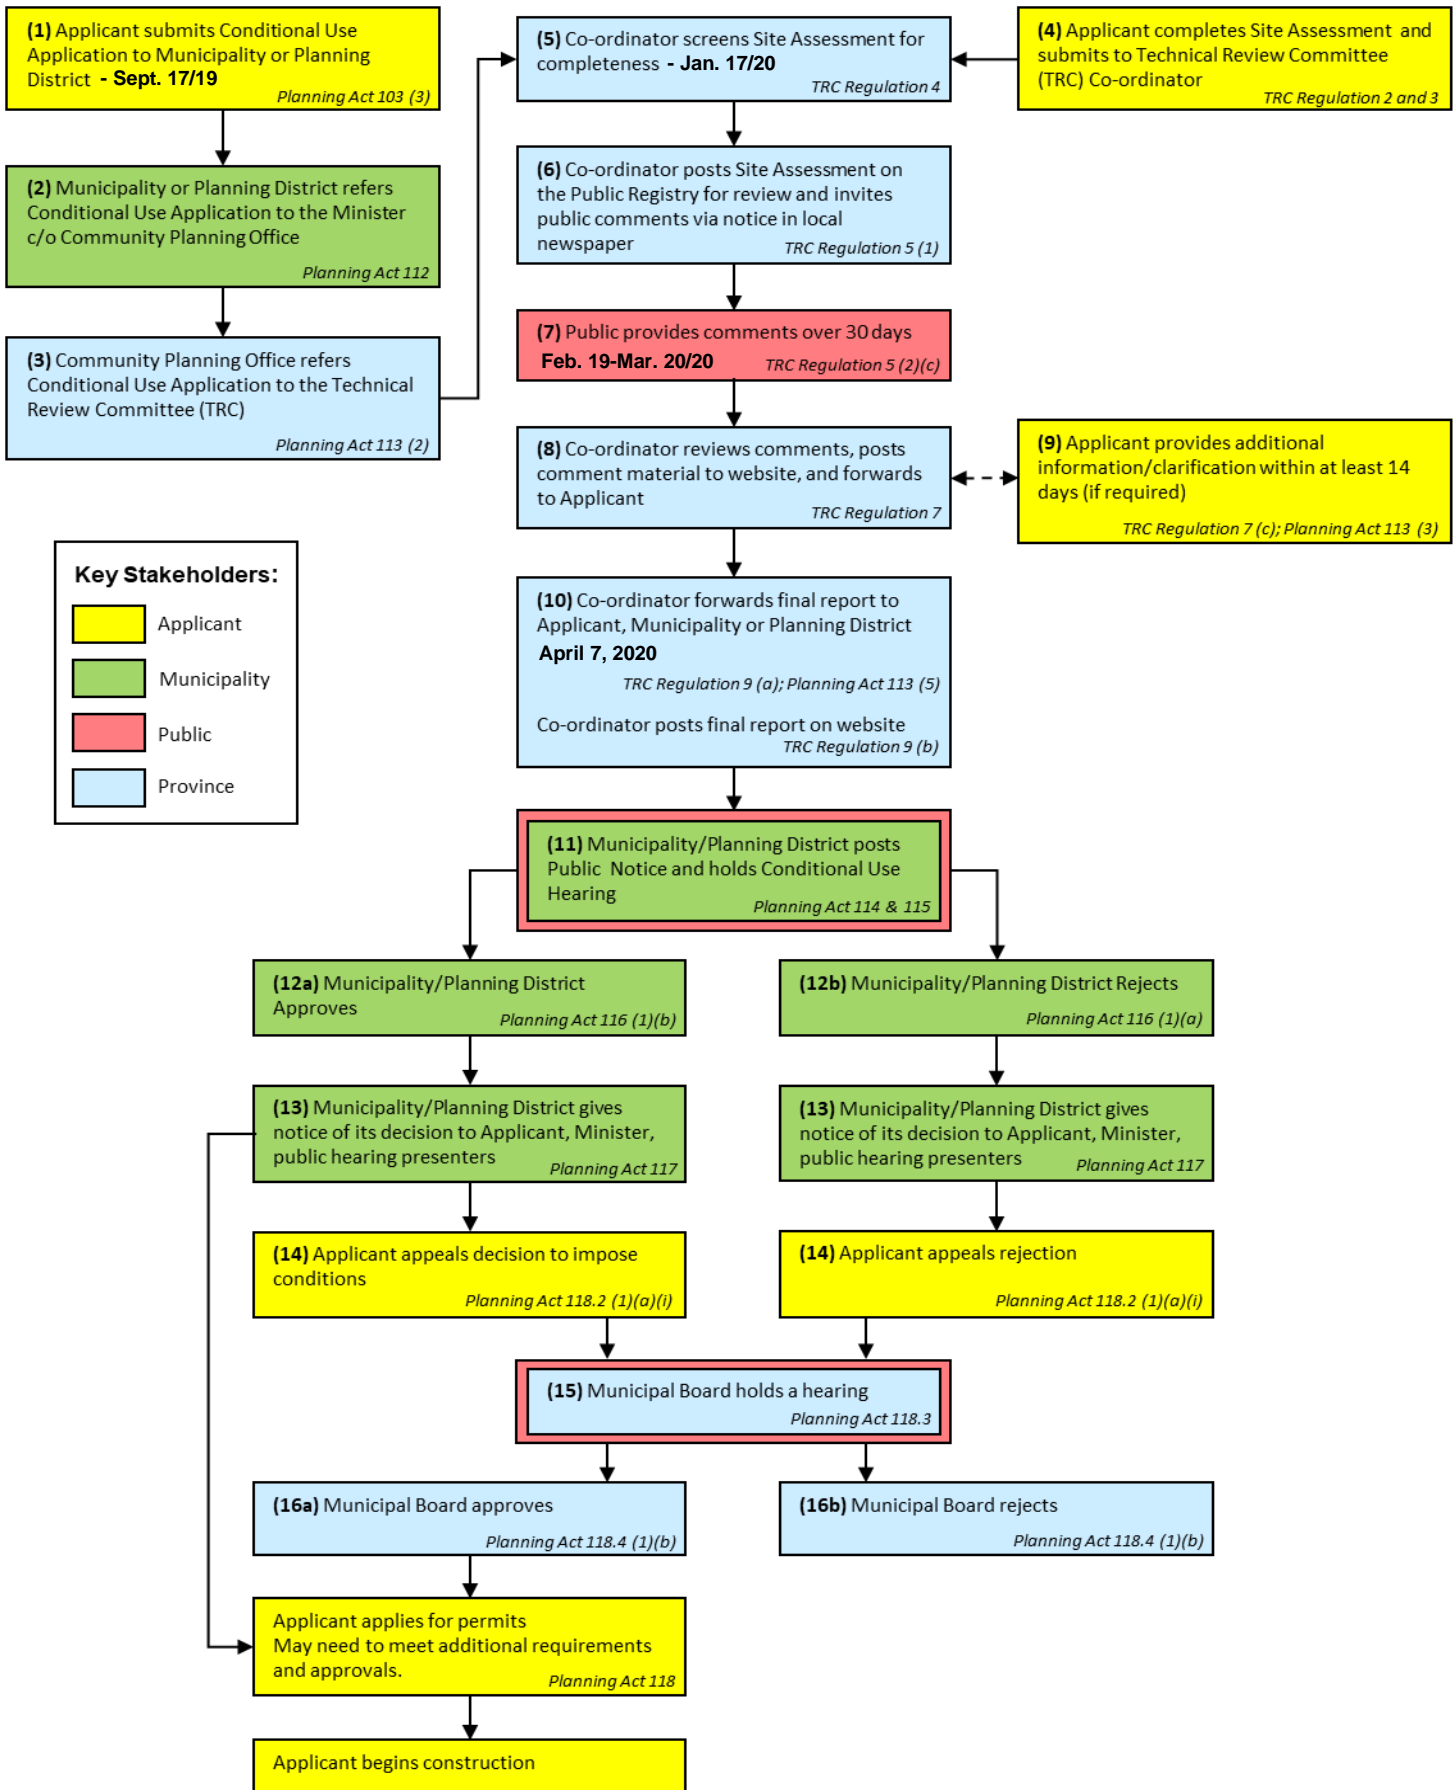 (1) Applicant submits Conditional Use
Application to Municipality or Planning
District - Sept. 17/19
Planning Act 103 (3)
(2) Municipality or Planning District refers
Conditional Use Application to the Minister
c/o Community Planning Office
Planning Act 112
(3) Community Planning Office refers
Conditional Use Application to the Technical
Review Committee (TRC)
Planning Act 113 (2)
(4) Applicant completes Site Assessment and
submits to Technical Review Committee
(TRC) Co-ordinator
TRC Regulation 2 and 3
(5) Co-ordinator screens Site Assessment for
completeness - Jan. 17/20
TRC Regulation 4
(6) Co-ordinator posts Site Assessment on
the Public Registry for review and invites
public comments via notice in local
newspaper
TRC Regulation 5 (1)
(7) Public provides comments over 30 days
Feb. 19-Mar. 20/20
TRC Regulation 5 (2)(c)
(8) Co-ordinator reviews comments, posts
comment material to website, and forwards
to Applicant
TRC Regulation 7
(9) Applicant provides additional
information/clarification within at least 14
days (if required)
TRC Regulation 7 (c); Planning Act 113 (3)
Key Stakeholders:
Applicant
Municipality
Public
Province
(10) Co-ordinator forwards final report to
Applicant, Municipality or Planning District
April 7, 2020
TRC Regulation 9 (a); Planning Act 113 (5)
Co-ordinator posts final report on website
TRC Regulation 9 (b)
(11) Municipality/Planning District posts
Public Notice and holds Conditional Use
Hearing
Planning Act 114 & 115
(12a) Municipality/Planning District
Approves
Planning Act 116 (1)(b)
(12b) Municipality/Planning District Rejects
Planning Act 116 (1)(a)
(13) Municipality/Planning District gives
notice of its decision to Applicant, Minister,
public hearing presenters
Planning Act 117
(13) Municipality/Planning District gives
notice of its decision to Applicant, Minister,
public hearing presenters
Planning Act 117
(14) Applicant appeals decision to impose
conditions
Planning Act 118.2 (1)(a)(i)
(14) Applicant appeals rejection
Planning Act 118.2 (1)(a)(i)
(15) Municipal Board holds a hearing
Planning Act 118.3
(16a) Municipal Board approves
Planning Act 118.4 (1)(b)
(16b) Municipal Board rejects
Planning Act 118.4 (1)(b)
Applicant applies for permits
May need to meet additional requirements
and approvals.
Planning Act 118
Applicant begins construction